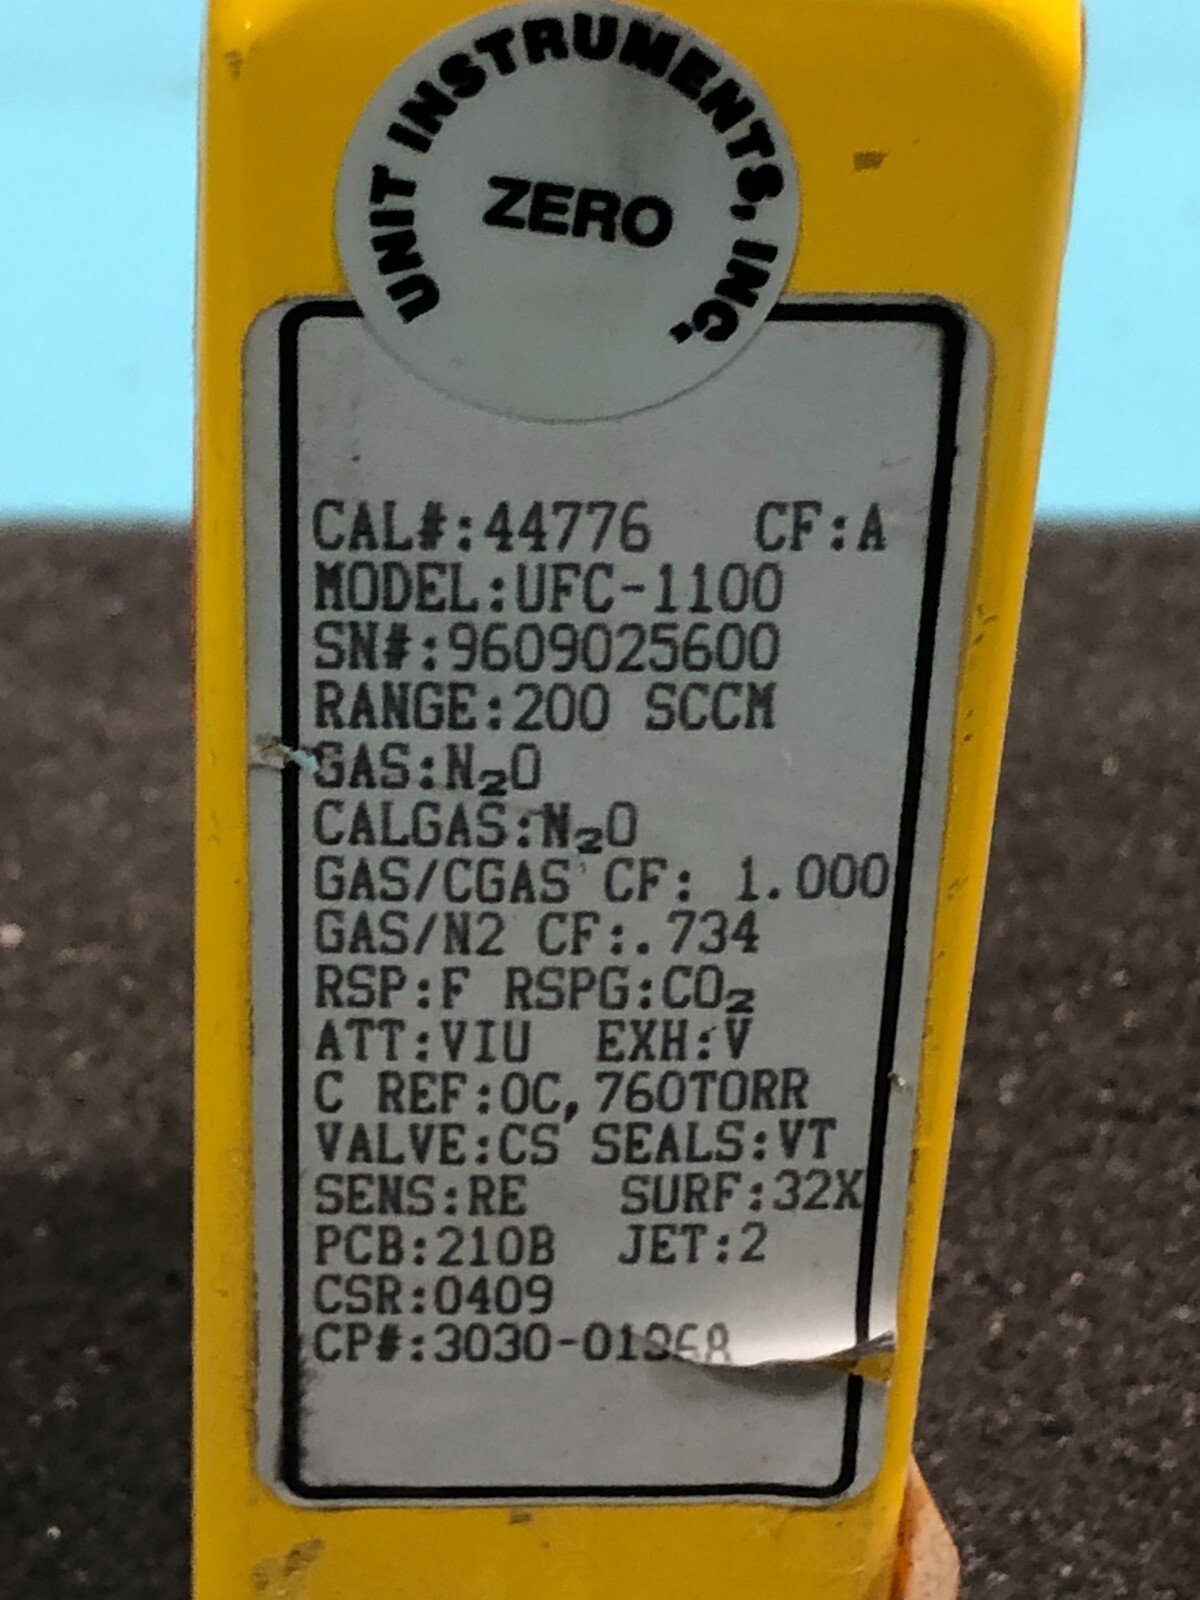 UNIT INSTRUMENTS, INC.
ZERO
CAL#:44776 CF:A
MODEL:UFC-1100
SN#:9609025600
RANGE:200 SCCM
GAS:N₂O
CALGAS:N₂O
GAS/CGAS CF: 1.000
GAS/N2 CF:.734
RSP:F RSPG:CO₂
ATT:VIU EXH:V
C REF:0C,760TORR
VALVE:CS SEALS:VT
SENS:RE SURF:32X
PCB:210B JET:2
CSR:0409
CP#: